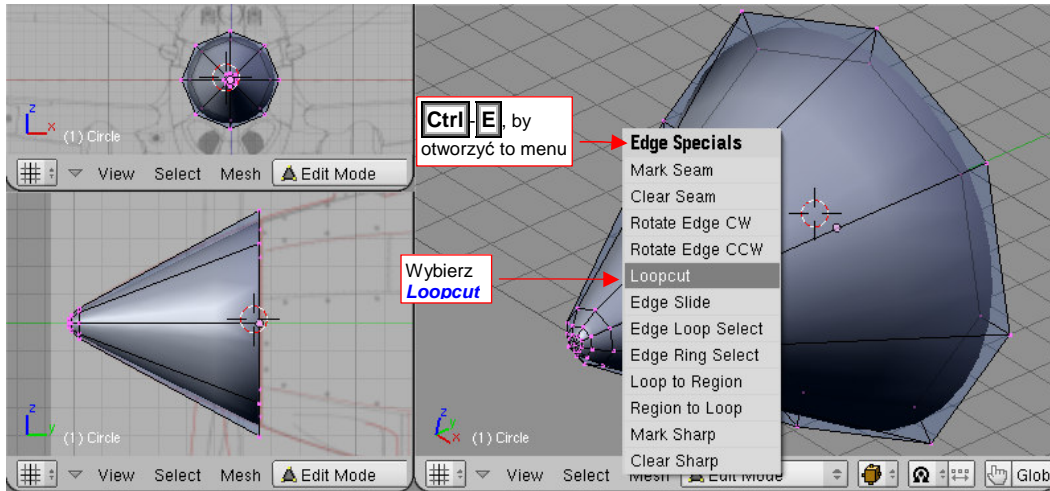 z
x
(1) Circle
View Select Mesh Edit Mode
z
y
(1) Circle
View Select Mesh Edit Mode
Ctrl-E, by
otworzyć to menu
Wybierz
Loopcut
Edge Specials
Mark Seam
Clear Seam
Rotate Edge CW
Rotate Edge CCW
Loopcut
Edge Slide
Edge Loop Select
Edge Ring Select
Loop to Region
Region to Loop
Mark Sharp
Clear Sharp
z
x
(1) Circle
View Select Mesh Edit Mode Glob